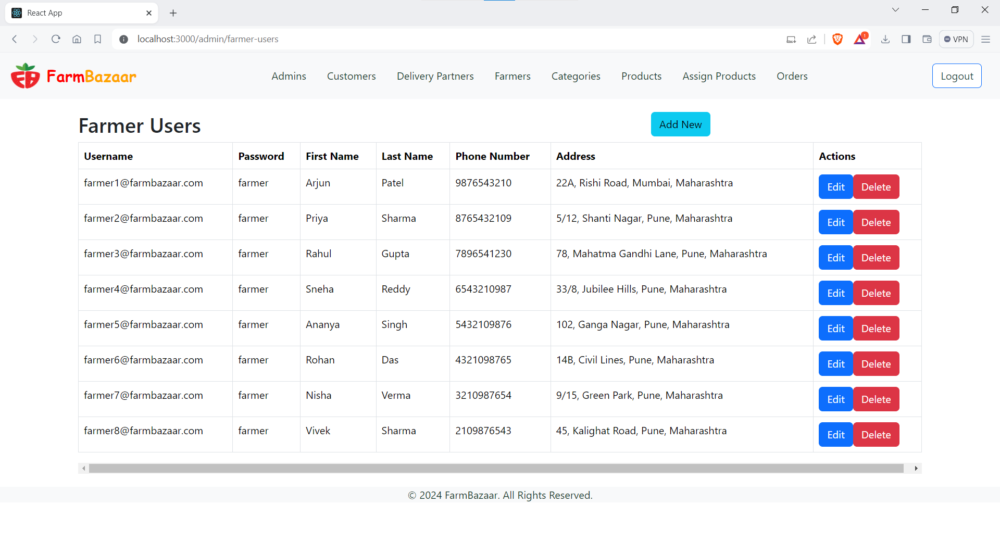 React App
localhost:3000/admin/farmer-users
1
VPN
FarmBazaar
Admins Customers Delivery Partners Farmers Categories Products Assign Products Orders
Logout
Farmer Users
Add New
Username Password First Name Last Name Phone Number Address Actions
farmer1@farmbazaar.com farmer Arjun Patel 9876543210 22A, Rishi Road, Mumbai, Maharashtra Edit Delete
farmer2@farmbazaar.com farmer Priya Sharma 8765432109 5/12, Shanti Nagar, Pune, Maharashtra Edit Delete
farmer3@farmbazaar.com farmer Rahul Gupta 7896541230 78, Mahatma Gandhi Lane, Pune, Maharashtra Edit Delete
farmer4@farmbazaar.com farmer Sneha Reddy 6543210987 33/8, Jubilee Hills, Pune, Maharashtra Edit Delete
farmer5@farmbazaar.com farmer Ananya Singh 5432109876 102, Ganga Nagar, Pune, Maharashtra Edit Delete
farmer6@farmbazaar.com farmer Rohan Das 4321098765 14B, Civil Lines, Pune, Maharashtra Edit Delete
farmer7@farmbazaar.com farmer Nisha Verma 3210987654 9/15, Green Park, Pune, Maharashtra Edit Delete
farmer8@farmbazaar.com farmer Vivek Sharma 2109876543 45, Kalighat Road, Pune, Maharashtra Edit Delete
© 2024 FarmBazaar. All Rights Reserved.